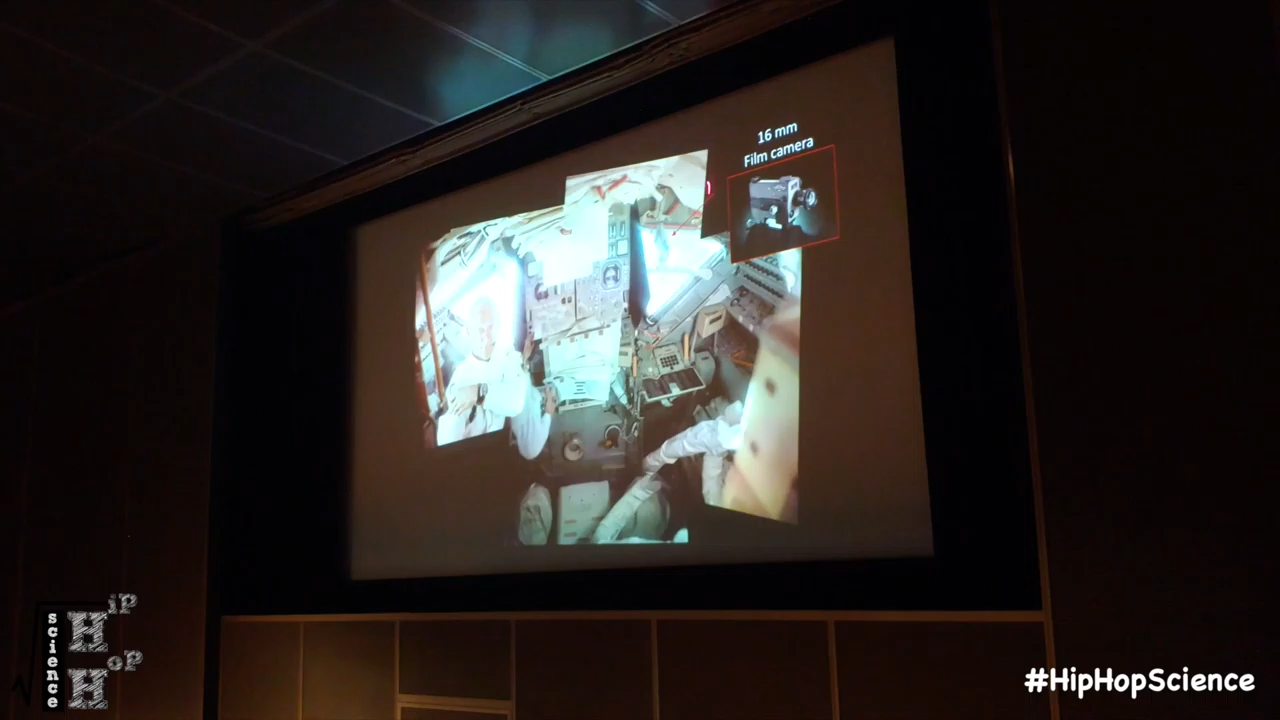 16 mm
Film camera
science
HiP
HoP
#HipHopScience